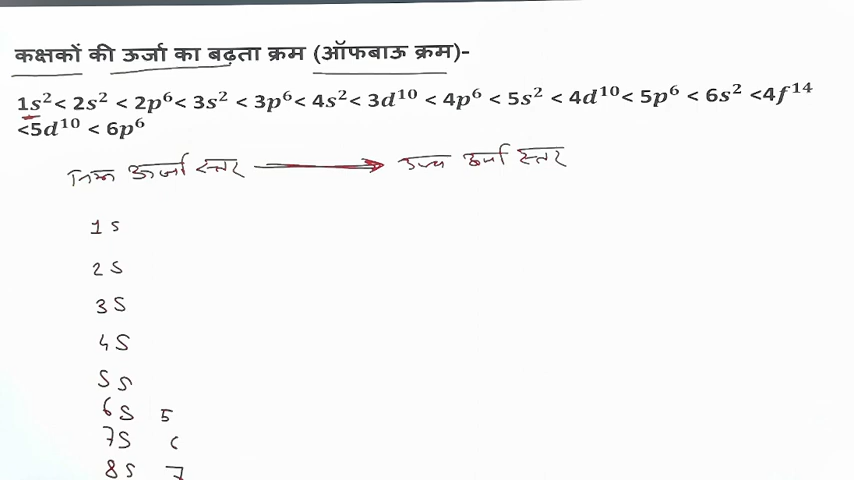 कक्षकों की ऊर्जा का बढ़ता क्रम (ऑफबाऊ क्रम)-
1s² < 2s² < 2p⁶ < 3s² < 3p⁶ < 4s² < 3d¹⁰ < 4p⁶ < 5s² < 4d¹⁰ < 5p⁶ < 6s² <4f¹⁴
<5d¹⁰ < 6p⁶
निम्न ऊर्जा स्तर → उच्च ऊर्जा स्तर
1s
2s
3s
4s
5s
6s 5
7s 6
8s 7